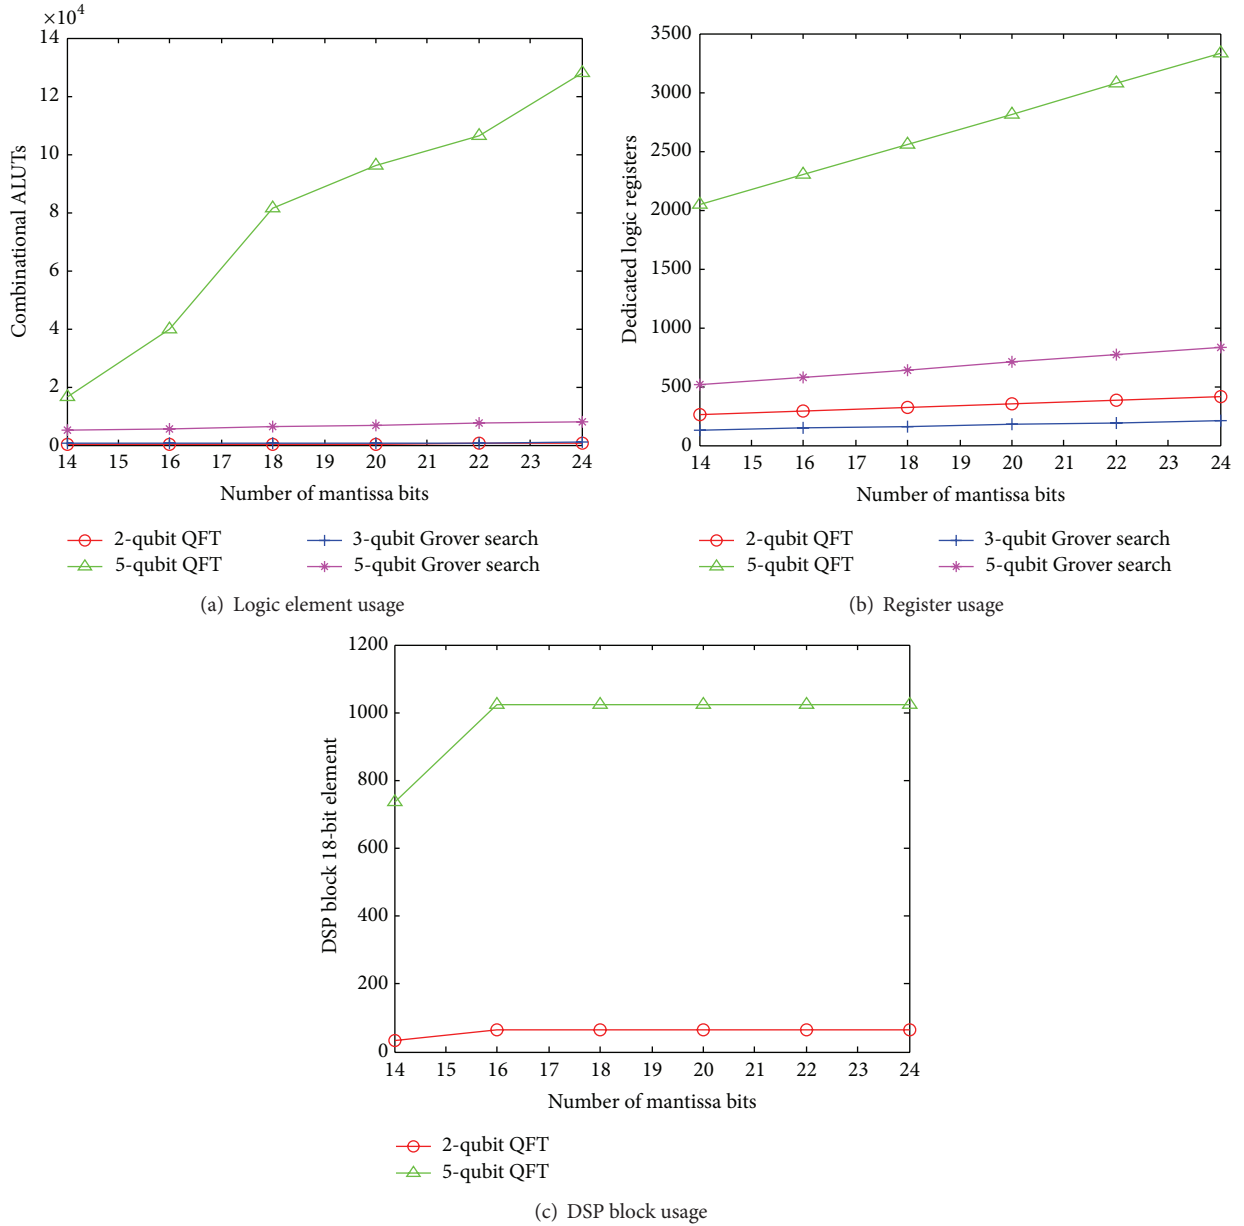 ×10⁴
14
12
10
8
6
4
2
0
Combinational ALUTs
14 15 16 17 18 19 20 21 22 23 24
Number of mantissa bits
2-qubit QFT
5-qubit QFT
3-qubit Grover search
5-qubit Grover search
(a) Logic element usage
3500
3000
2500
2000
1500
1000
500
0
Dedicated logic registers
14 15 16 17 18 19 20 21 22 23 24
Number of mantissa bits
2-qubit QFT
5-qubit QFT
3-qubit Grover search
5-qubit Grover search
(b) Register usage
1200
1000
800
600
400
200
0
DSP block 18-bit element
14 15 16 17 18 19 20 21 22 23 24
Number of mantissa bits
2-qubit QFT
5-qubit QFT
(c) DSP block usage